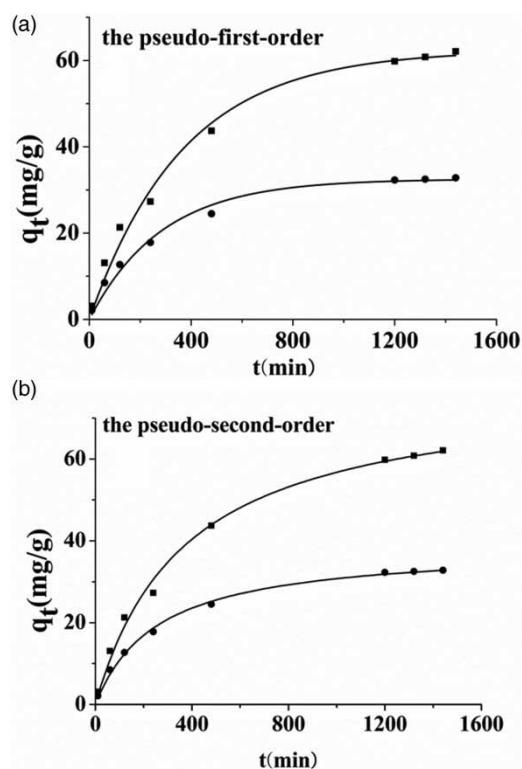 (a)
the pseudo-first-order
60
40
20
0
qt(mg/g)
0 400 800 1200 1600
t(min)
(b)
the pseudo-second-order
60
40
20
0
qt(mg/g)
0 400 800 1200 1600
t(min)